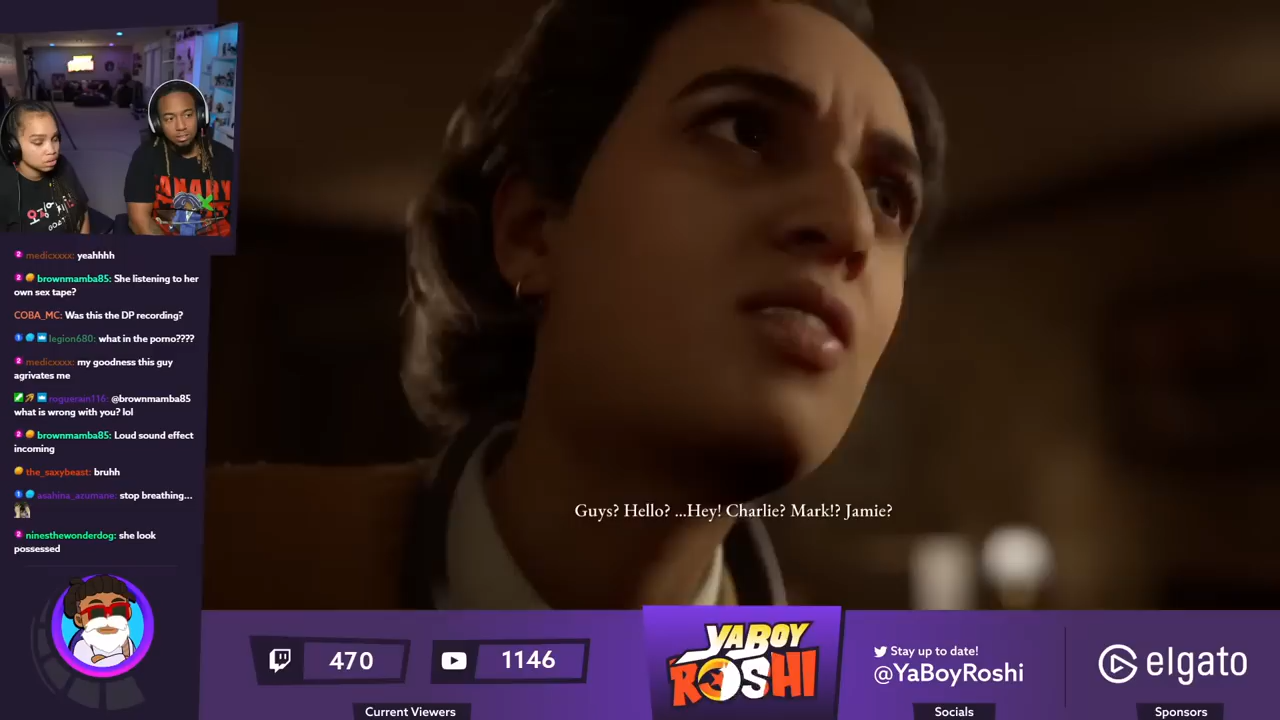 medicxxxx: yeahhhh
brownmamba85: She listening to her
own sex tape?
COBA_MC: Was this the DP recording?
legion680: what in the porno????
medicxxxx: my goodness this guy
agrivates me
roguerain116: @brownmamba85
what is wrong with you? lol
brownmamba85: Loud sound effect
incoming
the_saxybeast: bruhh
asahina_azumane: stop breathing...
ninesthewonderdog: she look
possessed
Guys? Hello? ...Hey! Charlie? Mark!? Jamie?
470
1146
Current Viewers
YABOY
ROSHI
Stay up to date!
@YaBoyRoshi
Socials
elgato
Sponsors